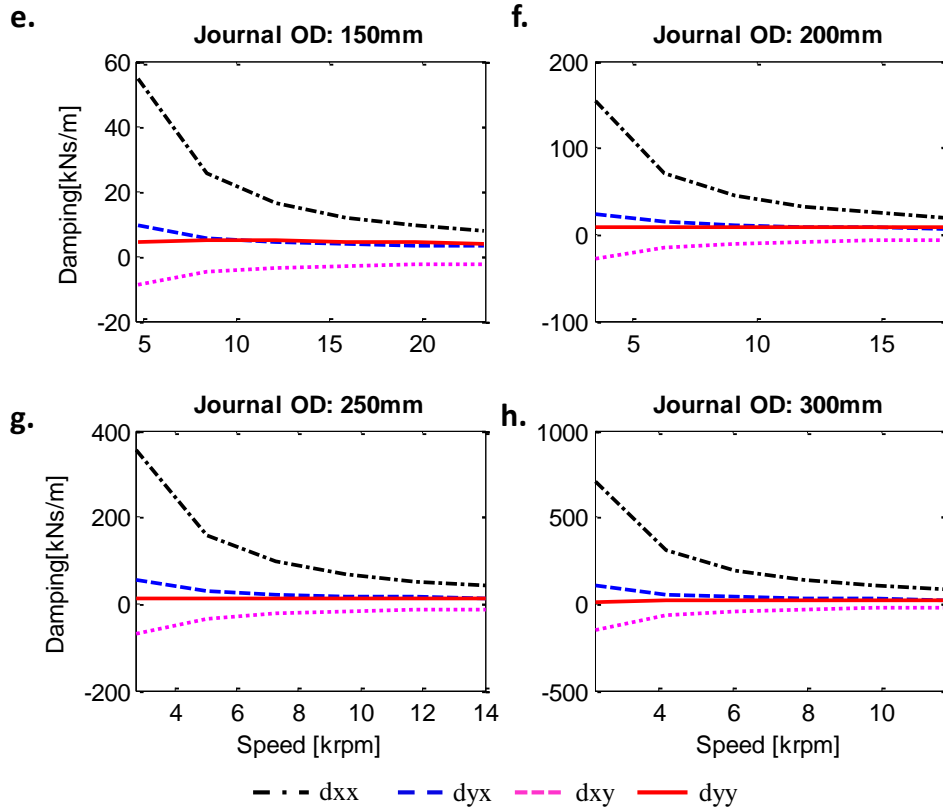 e.
Journal OD: 150mm
60
40
20
0
-20
Damping[kNs/m]
5
10
15
20
f.
Journal OD: 200mm
200
100
0
-100
5
10
15
g.
Journal OD: 250mm
400
200
0
-200
Damping[kNs/m]
4
6
8
10
12
14
Speed [krpm]
h.
Journal OD: 300mm
1000
500
0
-500
4
6
8
10
Speed [krpm]
dxx dyx dxy dyy